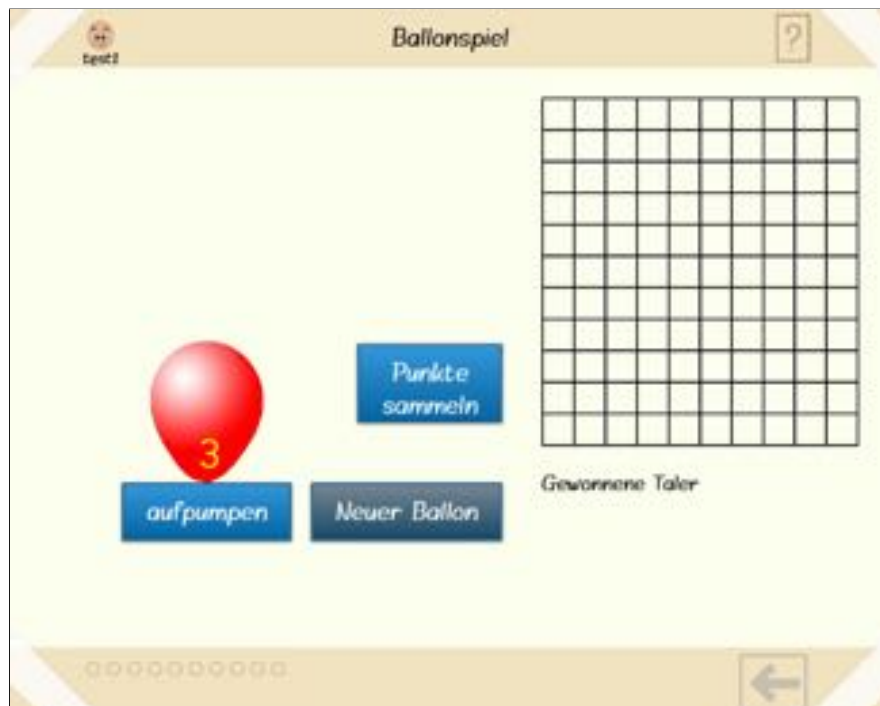 Ballonspiel
?
test1
Punkte
sammeln
3
aufpumpen
Neuer Ballon
Gewonnene Taler